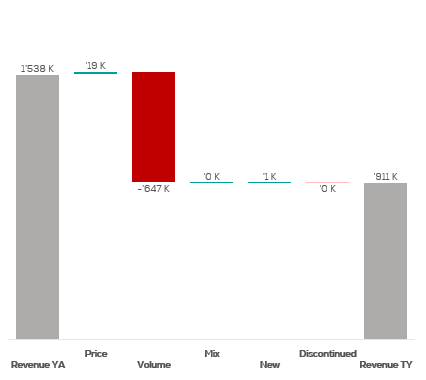 1'538 K
'19 K
-'647 K
'0 K
'1 K
'0 K
'911 K
Revenue YA
Price
Volume
Mix
New
Discontinued
Revenue TY